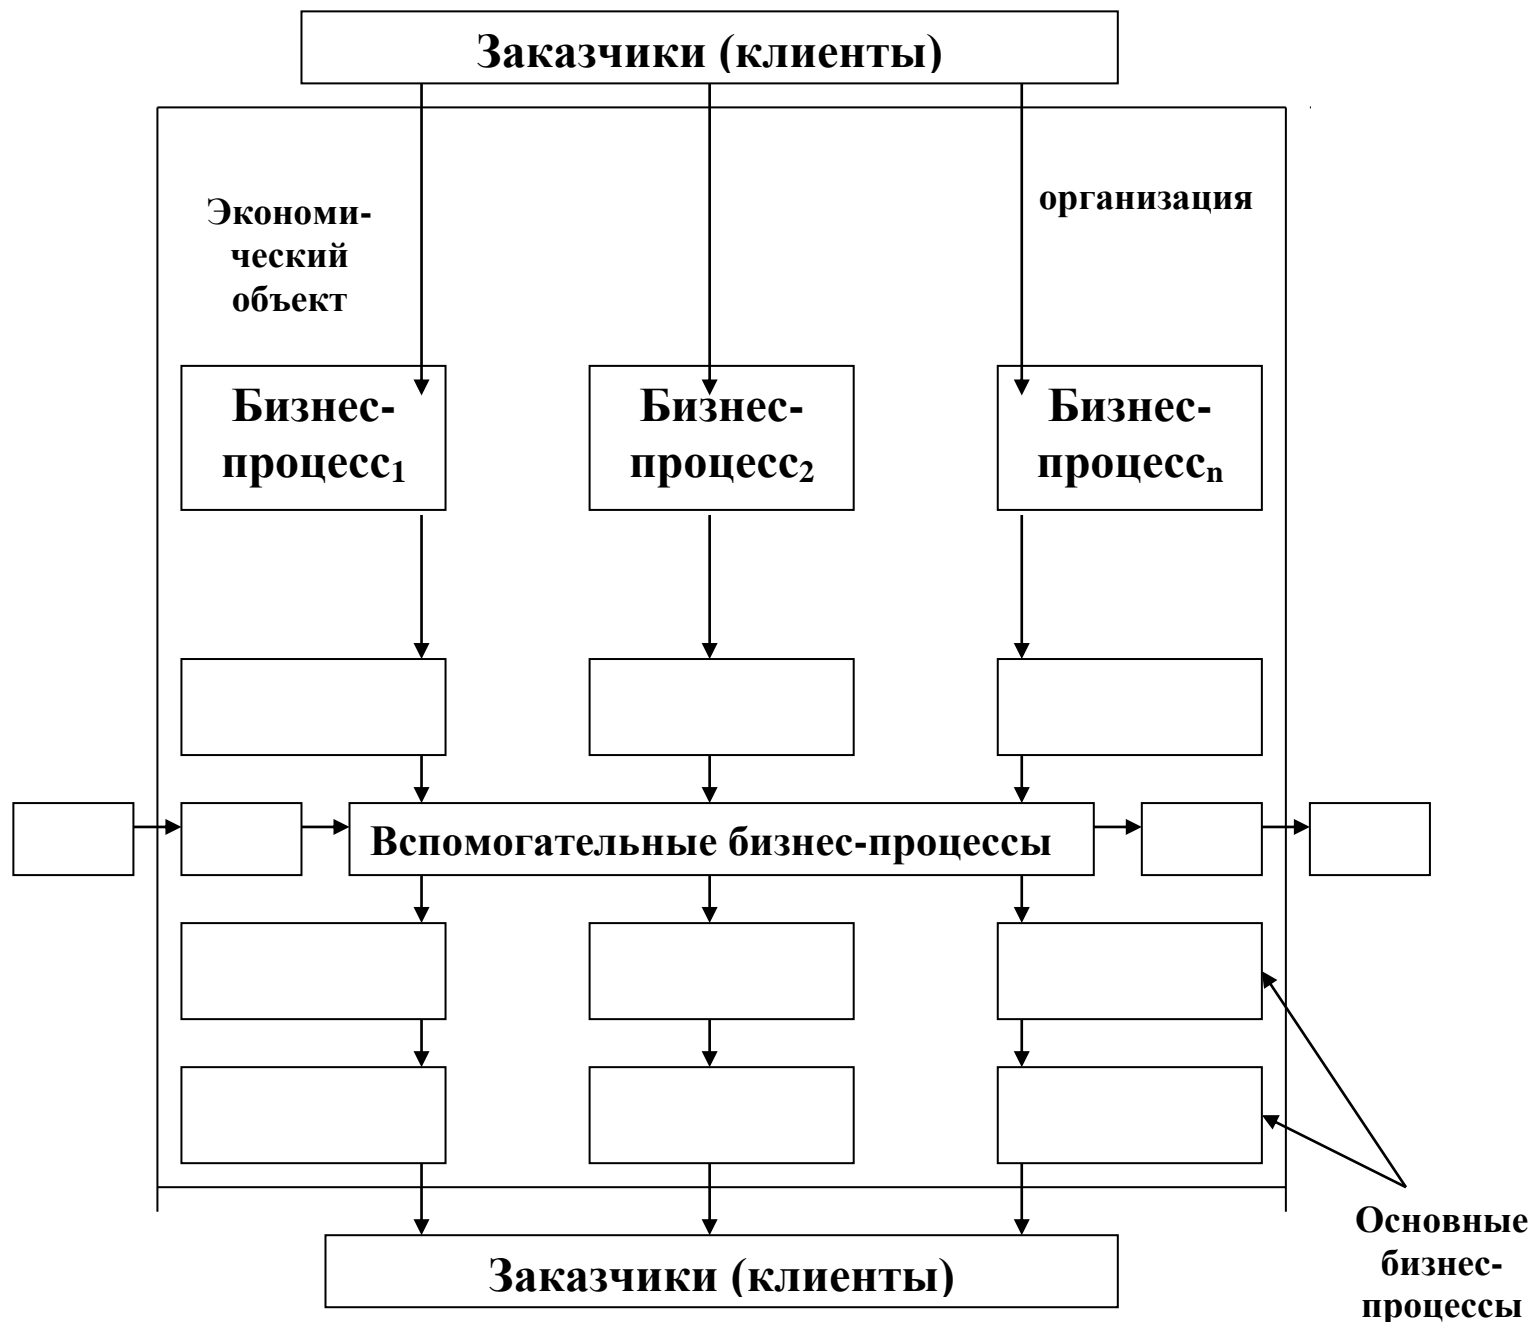 Заказчики (клиенты)
организация
Экономи-
ческий
объект
Бизнес-
процесс₁
Бизнес-
процесс₂
Бизнес-
процессₙ
Вспомогательные бизнес-процессы
Основные
бизнес-
процессы
Заказчики (клиенты)